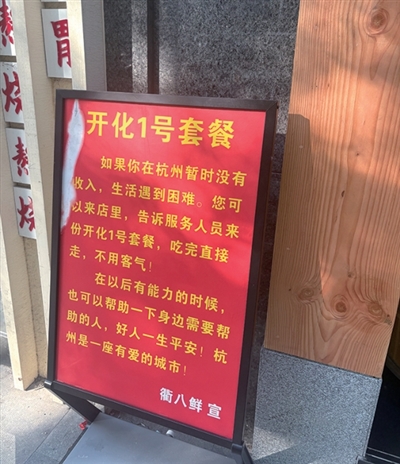 开化1号套餐
如果你在杭州暂时没有
收入，生活遇到困难。您可
以来店里，告诉服务人员来
份开化1号套餐，吃完直接
走，不用客气！
在以后有能力的时候，
也可以帮助一下身边需要帮
助的人，好人一生平安！杭
州是一座有爱的城市！
衢八鲜 宣
素
烧
素
烧
胃